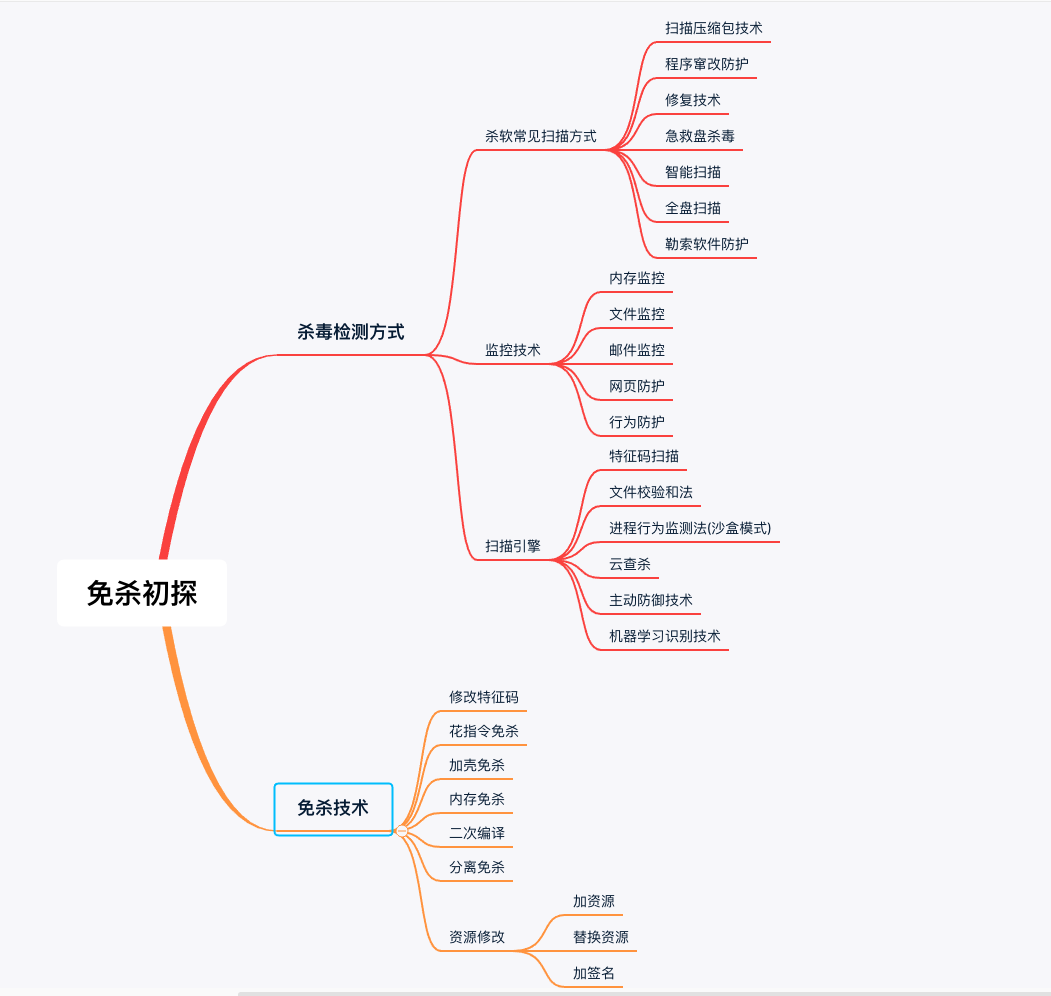 免杀初探
杀毒检测方式
杀软常见扫描方式
扫描压缩包技术
程序窜改防护
修复技术
急救盘杀毒
智能扫描
全盘扫描
勒索软件防护
监控技术
内存监控
文件监控
邮件监控
网页防护
行为防护
扫描引擎
特征码扫描
文件校验和法
进程行为监测法(沙盒模式)
云查杀
主动防御技术
机器学习识别技术
免杀技术
修改特征码
花指令免杀
加壳免杀
内存免杀
二次编译
分离免杀
资源修改
加资源
替换资源
加签名